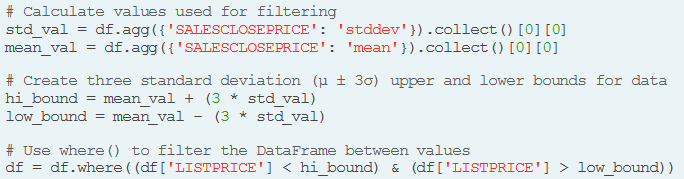 # Calculate values used for filtering
std_val = df.agg({'SALESCLOSEPRICE': 'stddev'}).collect()[0][0]
mean_val = df.agg({'SALESCLOSEPRICE': 'mean'}).collect()[0][0]
# Create three standard deviation (μ ± 3σ) upper and lower bounds for data
hi_bound = mean_val + (3 * std_val)
low_bound = mean_val - (3 * std_val)
# Use where() to filter the DataFrame between values
df = df.where((df['LISTPRICE'] < hi_bound) & (df['LISTPRICE'] > low_bound))